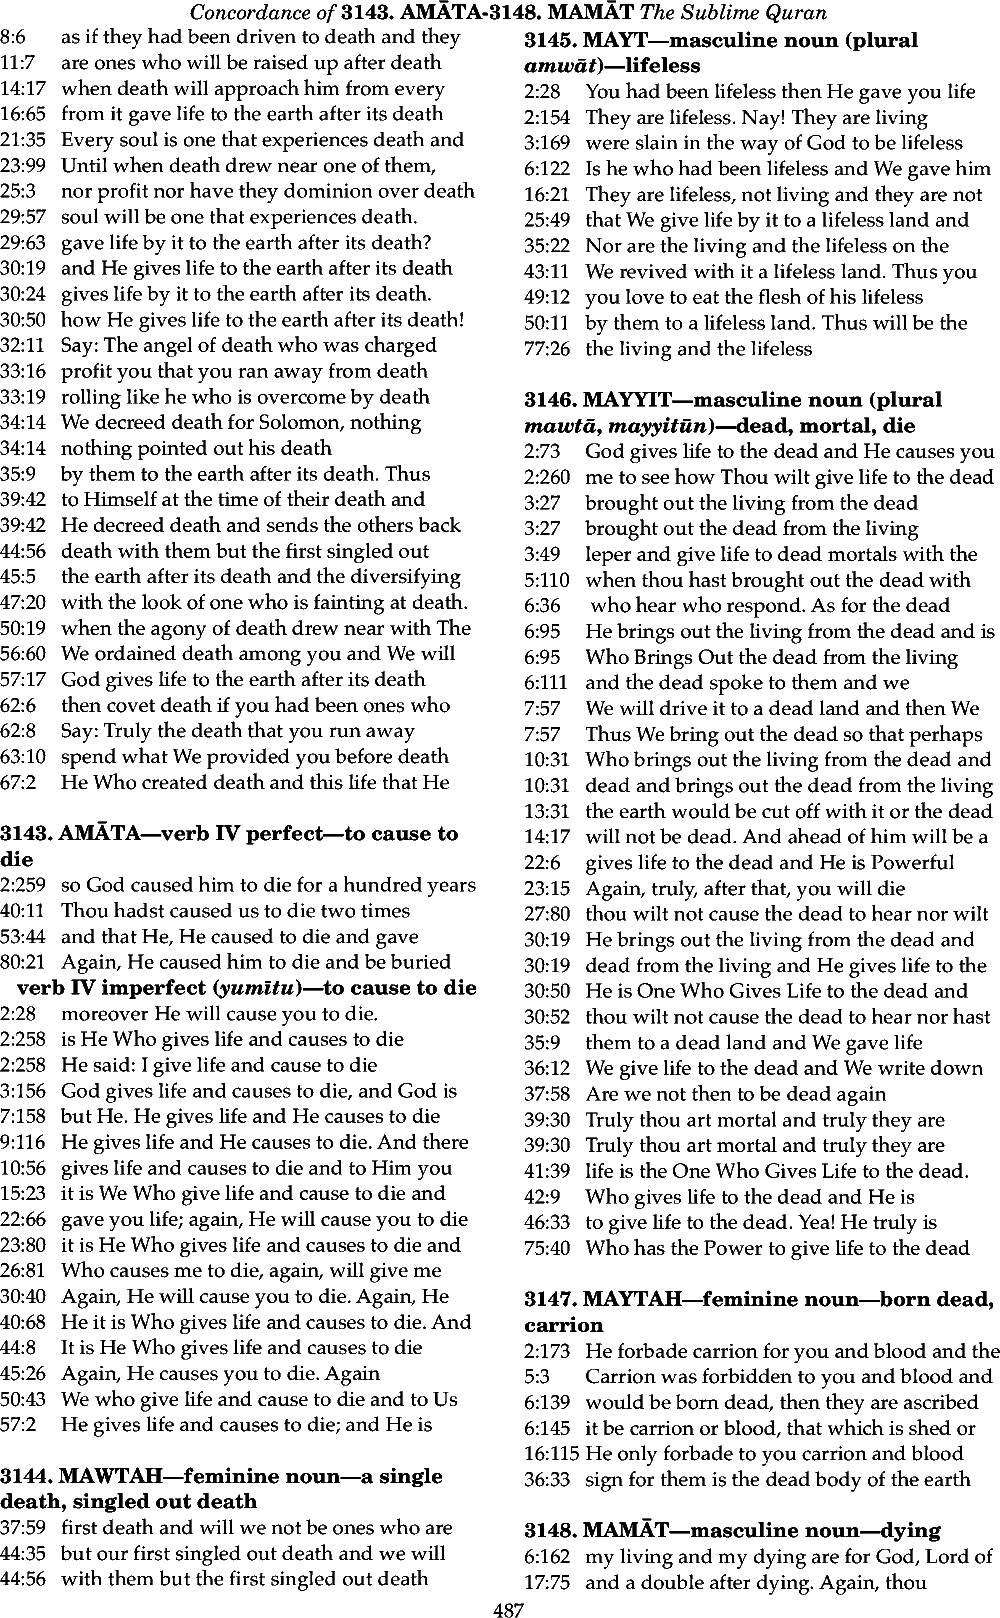 Concordance of 3143. AMĀTA-3148. MAMĀT The Sublime Quran
8:6 as if they had been driven to death and they
11:7 are ones who will be raised up after death
14:17 when death will approach him from every
16:65 from it gave life to the earth after its death
21:35 Every soul is one that experiences death and
23:99 Until when death drew near one of them,
25:3 nor profit nor have they dominion over death
29:57 soul will be one that experiences death.
29:63 gave life by it to the earth after its death?
30:19 and He gives life to the earth after its death
30:24 gives life by it to the earth after its death.
30:50 how He gives life to the earth after its death!
32:11 Say: The angel of death who was charged
33:16 profit you that you ran away from death
33:19 rolling like he who is overcome by death
34:14 We decreed death for Solomon, nothing
34:14 nothing pointed out his death
35:9 by them to the earth after its death. Thus
39:42 to Himself at the time of their death and
39:42 He decreed death and sends the others back
44:56 death with them but the first singled out
45:5 the earth after its death and the diversifying
47:20 with the look of one who is fainting at death.
50:19 when the agony of death drew near with The
56:60 We ordained death among you and We will
57:17 God gives life to the earth after its death
62:6 then covet death if you had been ones who
62:8 Say: Truly the death that you run away
63:10 spend what We provided you before death
67:2 He Who created death and this life that He
3143. AMĀTA—verb IV perfect—to cause to
die
2:259 so God caused him to die for a hundred years
40:11 Thou hadst caused us to die two times
53:44 and that He, He caused to die and gave
80:21 Again, He caused him to die and be buried
verb IV imperfect (yumītu)—to cause to die
2:28 moreover He will cause you to die.
2:258 is He Who gives life and causes to die
2:258 He said: I give life and cause to die
3:156 God gives life and causes to die, and God is
7:158 but He. He gives life and He causes to die
9:116 He gives life and He causes to die. And there
10:56 gives life and causes to die and to Him you
15:23 it is We Who give life and cause to die and
22:66 gave you life; again, He will cause you to die
23:80 it is He Who gives life and causes to die and
26:81 Who causes me to die, again, will give me
30:40 Again, He will cause you to die. Again, He
40:68 He it is Who gives life and causes to die. And
44:8 It is He Who gives life and causes to die
45:26 Again, He causes you to die. Again
50:43 We who give life and cause to die and to Us
57:2 He gives life and causes to die; and He is
3144. MAWTAH—feminine noun—a single
death, singled out death
37:59 first death and will we not be ones who are
44:35 but our first singled out death and we will
44:56 with them but the first singled out death
3145. MAYT—masculine noun (plural
amwāt)—lifeless
2:28 You had been lifeless then He gave you life
2:154 They are lifeless. Nay! They are living
3:169 were slain in the way of God to be lifeless
6:122 Is he who had been lifeless and We gave him
16:21 They are lifeless, not living and they are not
25:49 that We give life by it to a lifeless land and
35:22 Nor are the living and the lifeless on the
43:11 We revived with it a lifeless land. Thus you
49:12 you love to eat the flesh of his lifeless
50:11 by them to a lifeless land. Thus will be the
77:26 the living and the lifeless
3146. MAYYIT—masculine noun (plural
mawtā, mayyitūn)—dead, mortal, die
2:73 God gives life to the dead and He causes you
2:260 me to see how Thou wilt give life to the dead
3:27 brought out the living from the dead
3:27 brought out the dead from the living
3:49 leper and give life to dead mortals with the
5:110 when thou hast brought out the dead with
6:36 who hear who respond. As for the dead
6:95 He brings out the living from the dead and is
6:95 Who Brings Out the dead from the living
6:111 and the dead spoke to them and we
7:57 We will drive it to a dead land and then We
7:57 Thus We bring out the dead so that perhaps
10:31 Who brings out the living from the dead and
10:31 dead and brings out the dead from the living
13:31 the earth would be cut off with it or the dead
14:17 will not be dead. And ahead of him will be a
22:6 gives life to the dead and He is Powerful
23:15 Again, truly, after that, you will die
27:80 thou wilt not cause the dead to hear nor wilt
30:19 He brings out the living from the dead and
30:19 dead from the living and He gives life to the
30:50 He is One Who Gives Life to the dead and
30:52 thou wilt not cause the dead to hear nor hast
35:9 them to a dead land and We gave life
36:12 We give life to the dead and We write down
37:58 Are we not then to be dead again
39:30 Truly thou art mortal and truly they are
39:30 Truly thou art mortal and truly they are
41:39 life is the One Who Gives Life to the dead.
42:9 Who gives life to the dead and He is
46:33 to give life to the dead. Yea! He truly is
75:40 Who has the Power to give life to the dead
3147. MAYTAH—feminine noun—born dead,
carrion
2:173 He forbade carrion for you and blood and the
5:3 Carrion was forbidden to you and blood and
6:139 would be born dead, then they are ascribed
6:145 it be carrion or blood, that which is shed or
16:115 He only forbade to you carrion and blood
36:33 sign for them is the dead body of the earth
3148. MAMĀT—masculine noun—dying
6:162 my living and my dying are for God, Lord of
17:75 and a double after dying. Again, thou
487